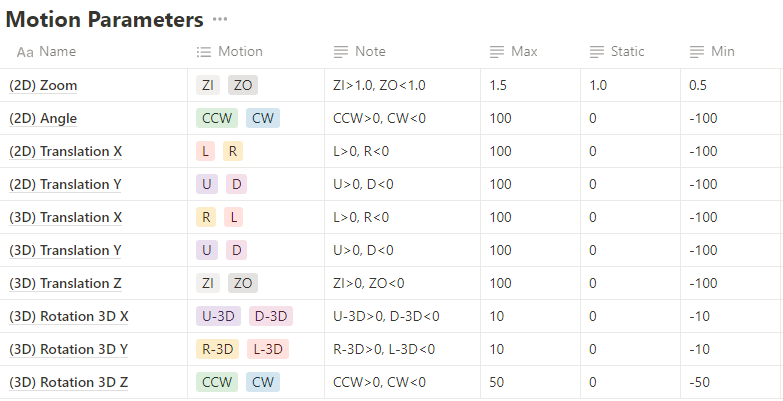 Motion Parameters ...
Aa Name Motion Note Max Static Min
(2D) Zoom ZI ZO ZI>1.0, ZO<1.0 1.5 1.0 0.5
(2D) Angle CCW CW CCW>0, CW<0 100 0 -100
(2D) Translation X L R L>0, R<0 100 0 -100
(2D) Translation Y U D U>0, D<0 100 0 -100
(3D) Translation X R L L>0, R<0 100 0 -100
(3D) Translation Y U D U>0, D<0 100 0 -100
(3D) Translation Z ZI ZO ZI>0, ZO<0 100 0 -100
(3D) Rotation 3D X U-3D D-3D U-3D>0, D-3D<0 10 0 -10
(3D) Rotation 3D Y R-3D L-3D R-3D>0, L-3D<0 10 0 -10
(3D) Rotation 3D Z CCW CW CCW>0, CW<0 50 0 -50